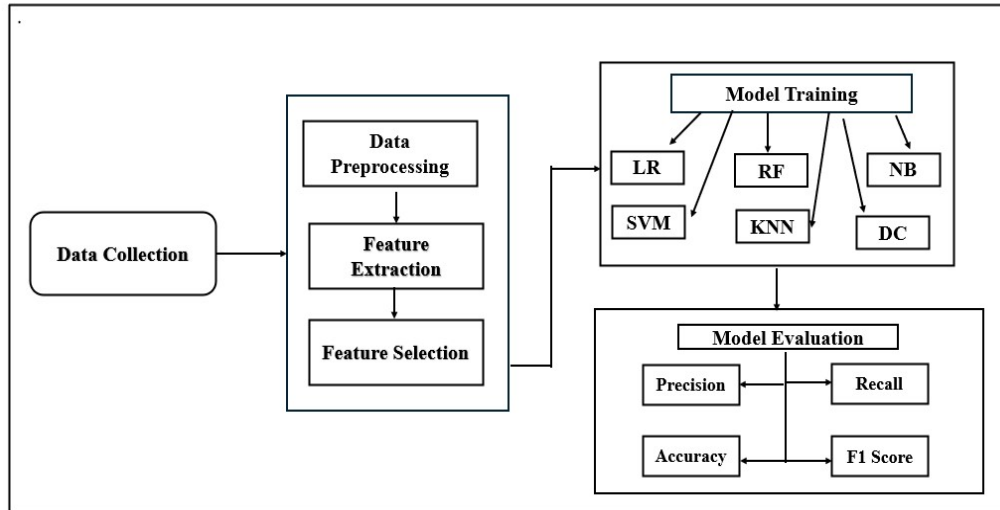 Data Collection
Data
Preprocessing
Feature
Extraction
Feature Selection
Model Training
LR
RF
NB
SVM
KNN
DC
Model Evaluation
Precision
Recall
Accuracy
F1 Score